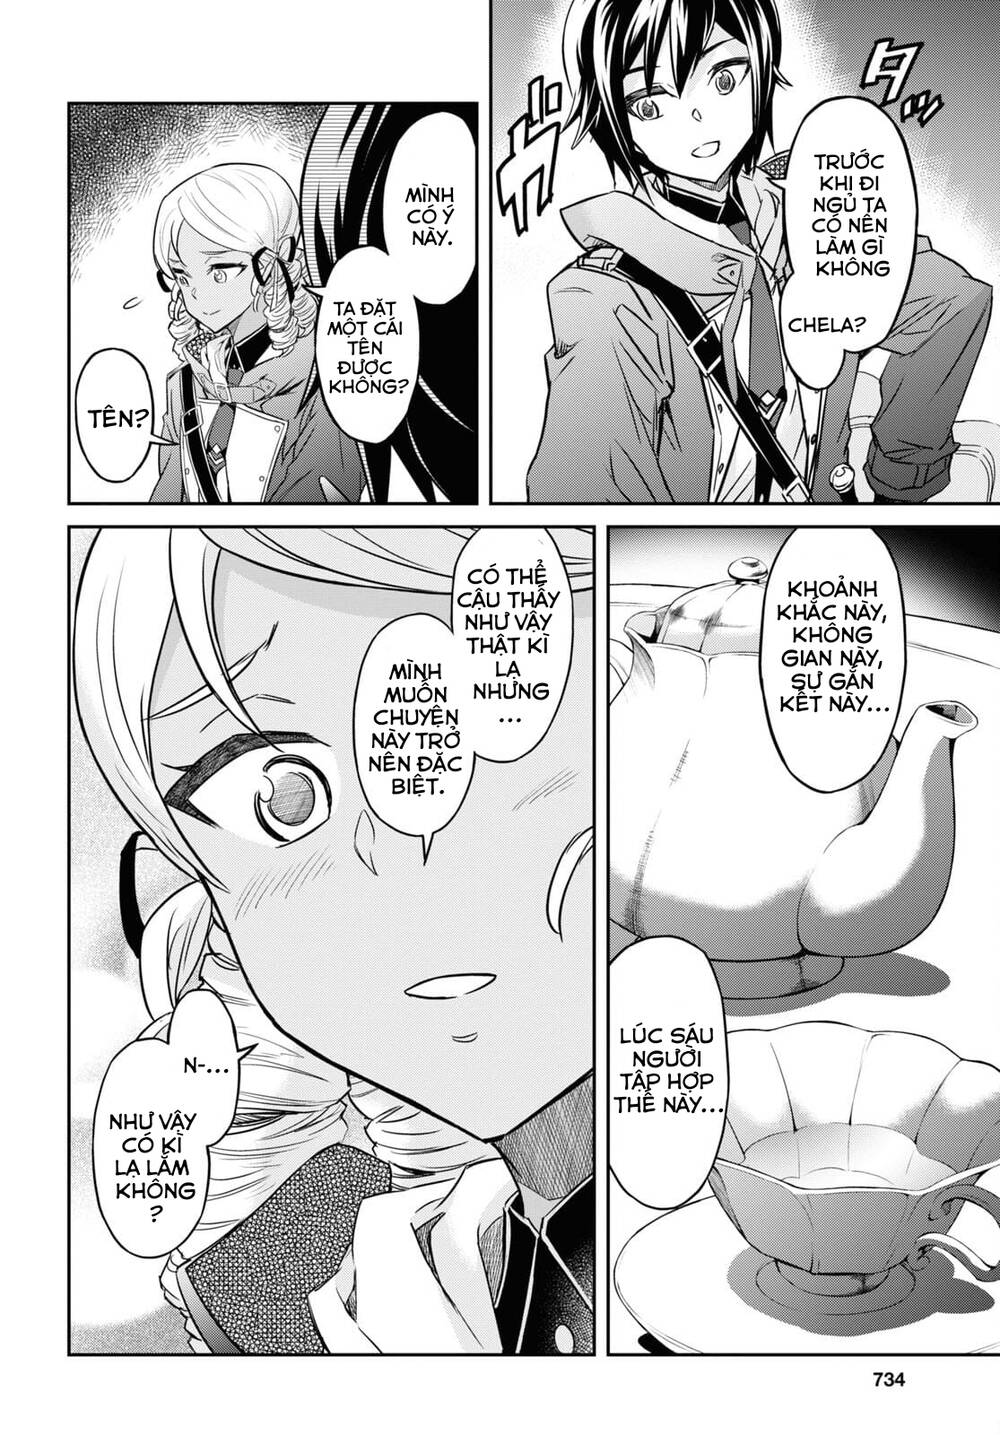 TRƯỚC
KHI ĐI
NGỦ TA
CÓ NÊN
LÀM GÌ
KHÔNG
CHELA?
ガタッ
MÌNH
CÓ Ý
NÀY.
TA ĐẶT
MỘT CÁI
TÊN
ĐƯỢC
KHÔNG?
TÊN?
KHOẢNH
KHẮC NÀY,
KHÔNG
GIAN NÀY,
SỰ GẮN
KẾT NÀY...
LÚC SÁU
NGƯỜI
TẬP HỢP
THẾ NÀY...
CÓ THỂ
CẬU THẤY
NHƯ VẬY
THẬT KÌ
LẠ
NHƯNG
...
MÌNH
MUỐN
CHUYỆN
NÀY TRỞ
NÊN ĐẶC
BIỆT.
N-...
NHƯ VẬY
CÓ KÌ
LẠ LẮM
KHÔNG
?
734